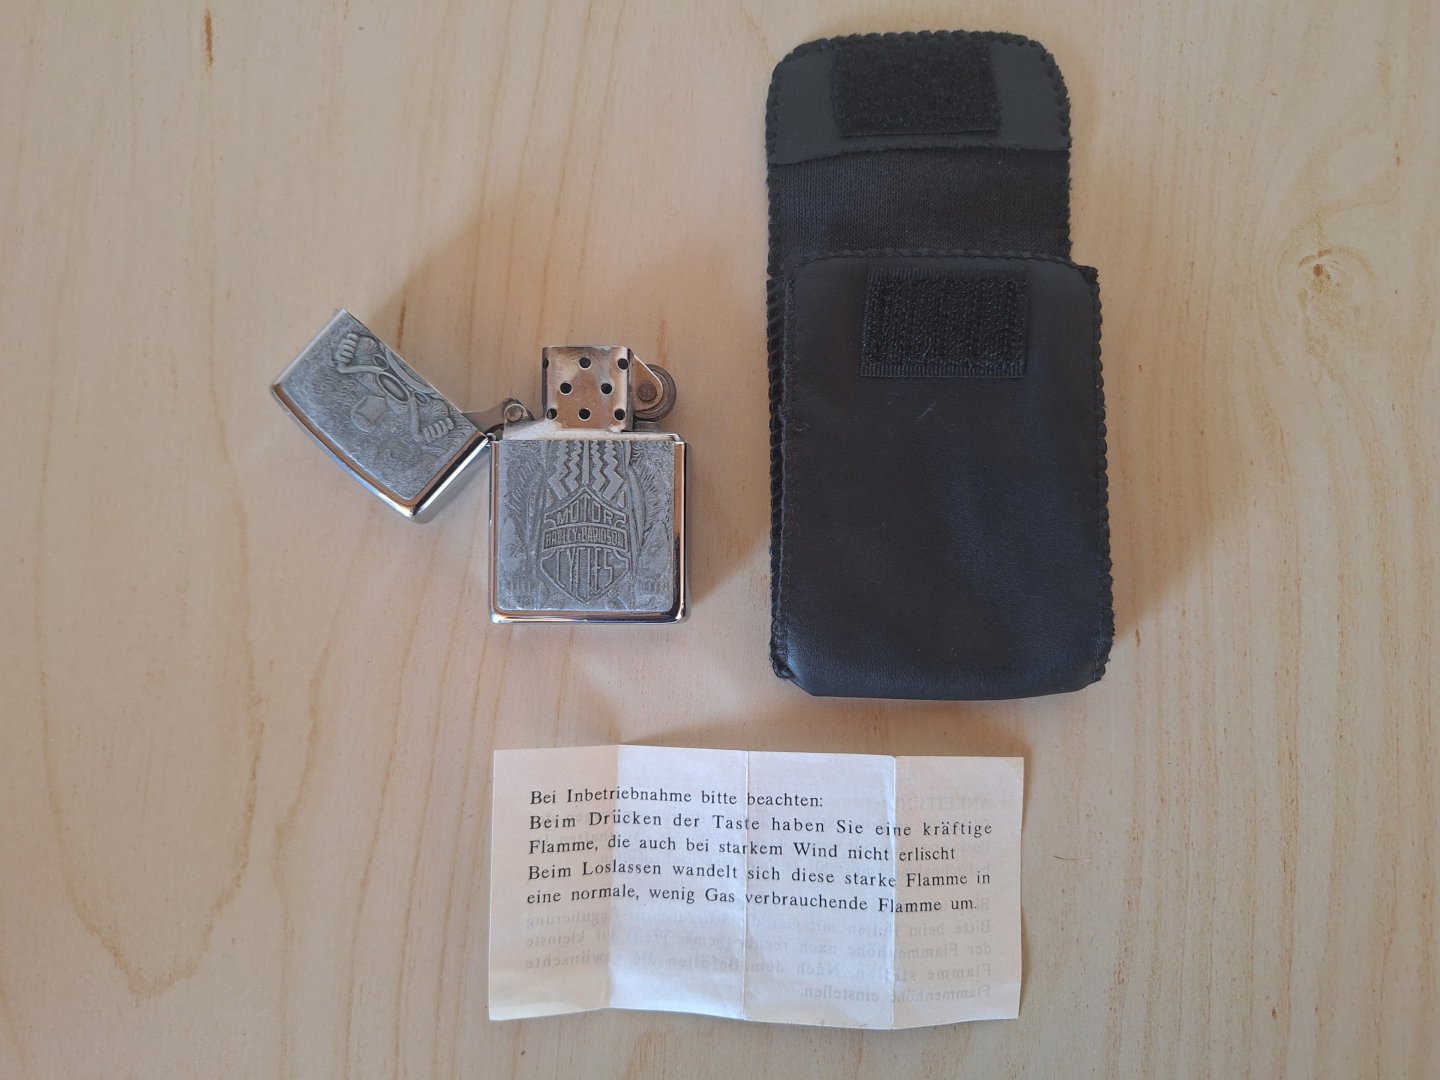 MOTOR
HARLEY-DAVIDSON
CYCLES
Bei Inbetriebnahme bitte beachten:
Beim Drücken der Taste haben Sie eine kräftige
Flamme, die auch bei starkem Wind nicht erlischt
Beim Loslassen wandelt sich diese starke Flamme in
eine normale, wenig Gas verbrauchende Flamme um.